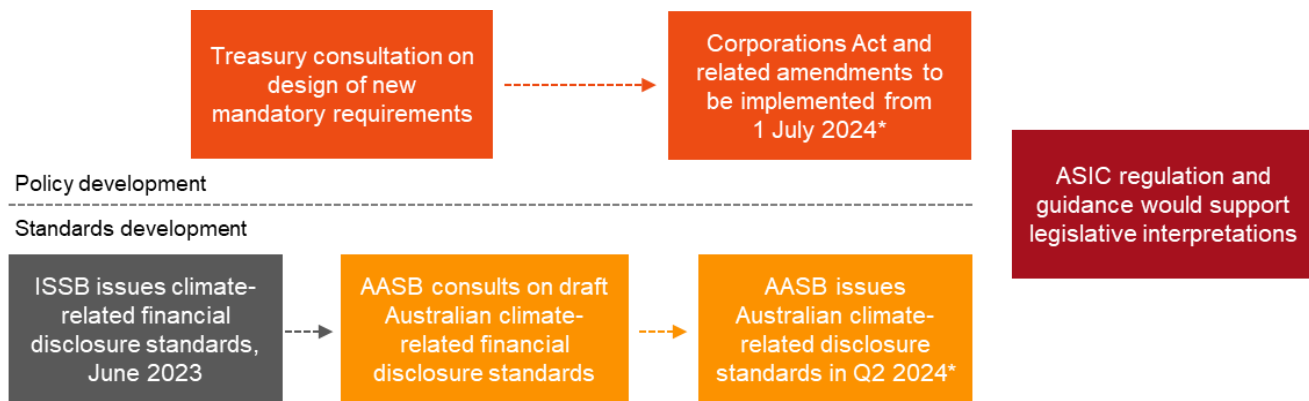 Treasury consultation on
design of new
mandatory requirements
Corporations Act and
related amendments to
be implemented from
1 July 2024*
ASIC regulation and
guidance would support
legislative interpretations
Policy development
Standards development
ISSB issues climate-
related financial
disclosure standards,
June 2023
AASB consults on draft
Australian climate-
related financial
disclosure standards
AASB issues
Australian climate-
related disclosure
standards in Q2 2024*